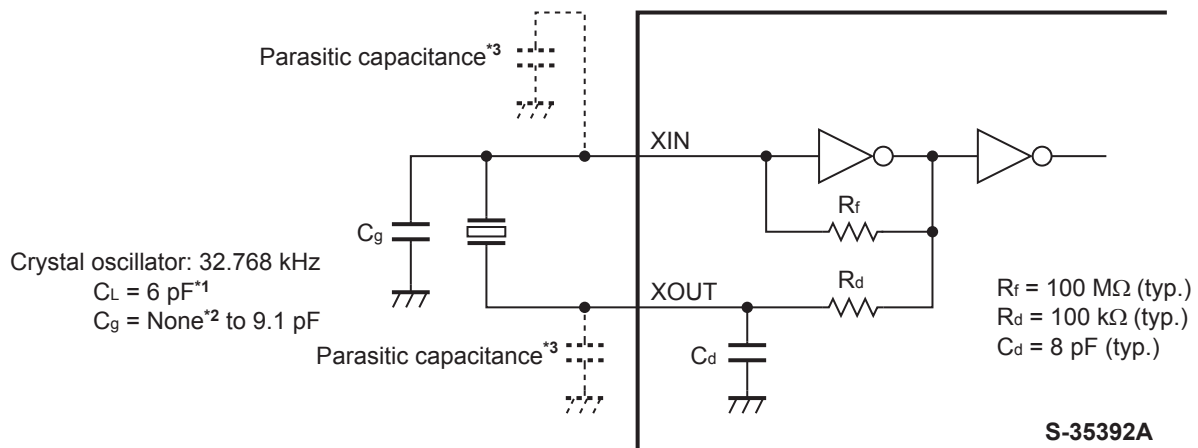 Parasitic capacitance*3
XIN
Rf
Cg
Crystal oscillator: 32.768 kHz
CL = 6 pF*1
Cg = None*2 to 9.1 pF
XOUT
Rd
Parasitic capacitance*3
Cd
Rf = 100 MΩ (typ.)
Rd = 100 kΩ (typ.)
Cd = 8 pF (typ.)
S-35392A